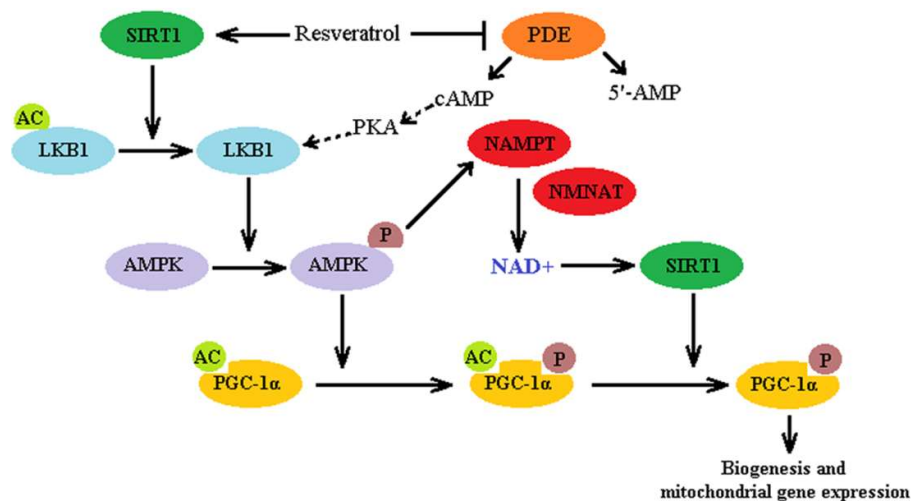 SIRT1
Resveratrol
PDE
5'-AMP
cAMP
PKA
AC
LKB1
LKB1
NAMPT
NMNAT
P
AMPK
AMPK
NAD+
SIRT1
AC
PGC-1α
AC
P
PGC-1α
P
PGC-1α
Biogenesis and
mitochondrial gene expression